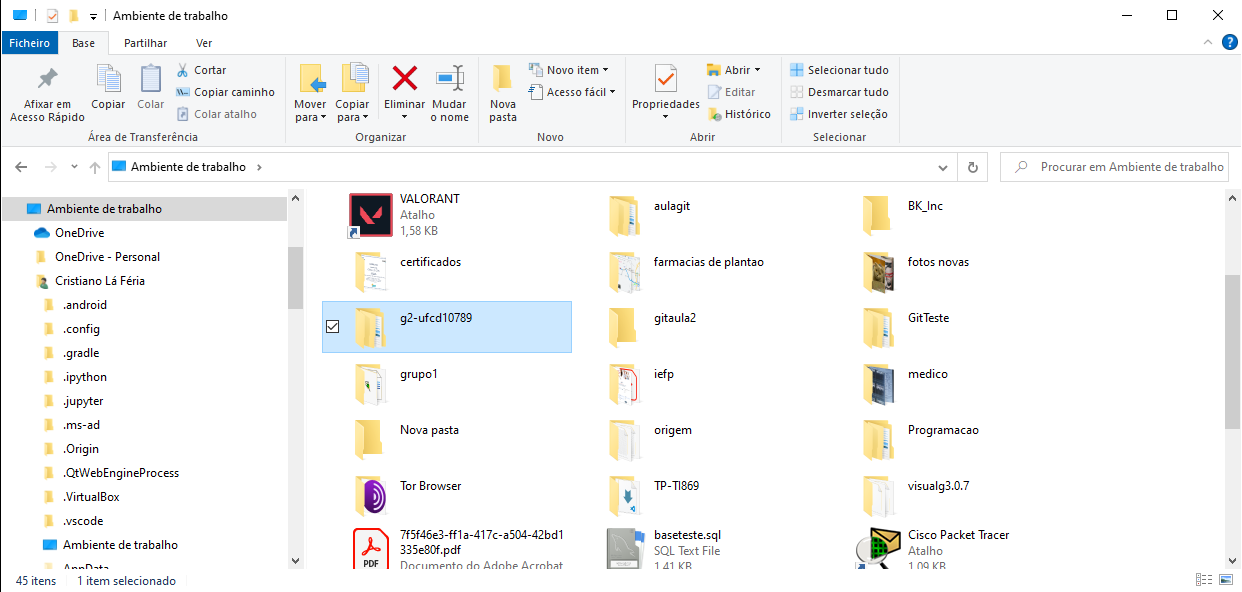 Ambiente de trabalho
Ficheiro Base Partilhar Ver
?
Afixar em
Acesso Rápido
Copiar
Colar
Cortar
Copiar caminho
Colar atalho
Área de Transferência
Mover
para
Copiar
para
Eliminar
Mudar
o nome
Organizar
Nova
pasta
Novo item
Acesso fácil
Novo
Propriedades
Abrir
Editar
Histórico
Abrir
Selecionar tudo
Desmarcar tudo
Inverter seleção
Selecionar
Ambiente de trabalho
Procurar em Ambiente de trabalho
Ambiente de trabalho
OneDrive
OneDrive - Personal
Cristiano Lá Féria
.android
.config
.gradle
.ipython
.jupyter
.ms-ad
.Origin
.QtWebEngineProcess
.VirtualBox
.vscode
Ambiente de trabalho
AppData
VALORANT
Atalho
1,58 KB
aulagit
BK_Inc
certificados
farmacias de plantao
fotos novas
g2-ufcd10789
gitaula2
GitTeste
grupo1
iefp
medico
Nova pasta
origem
Programacao
Tor Browser
TP-TI869
visualg3.0.7
PDF
7f5f46e3-ff1a-417c-a504-42bd1
335e80f.pdf
Documento do Adobe Acrobat
baseteste.sql
SQL Text File
1,41 KB
Cisco Packet Tracer
Atalho
1,09 KB
45 itens 1 item selecionado